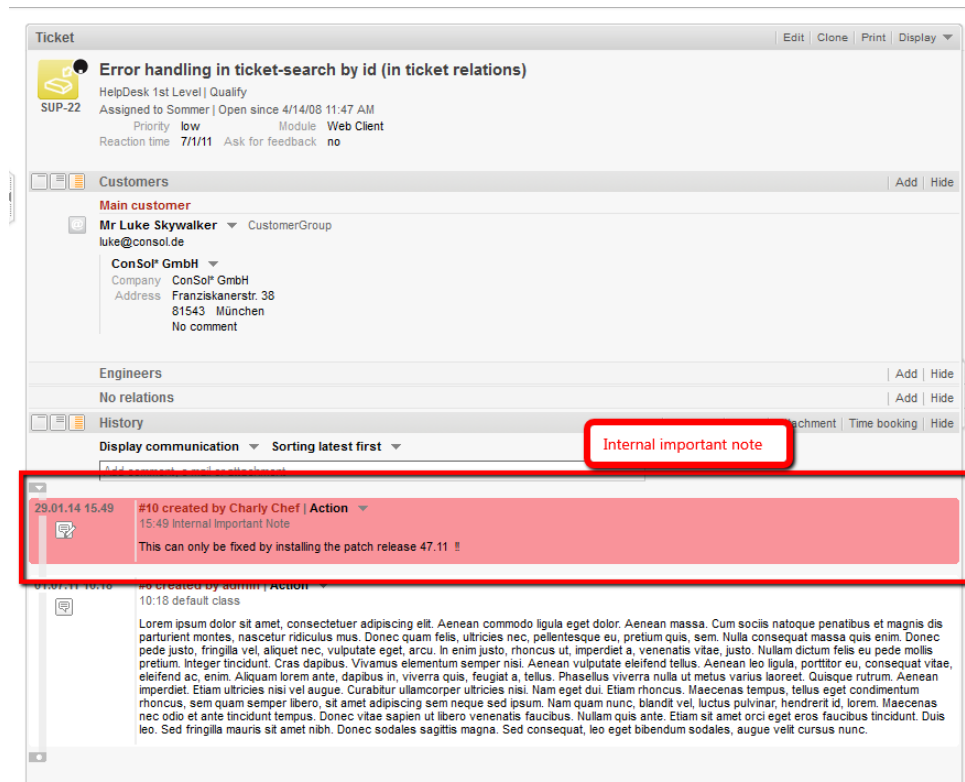 Ticket Edit Clone Print Display
Error handling in ticket-search by id (in ticket relations)
HelpDesk 1st Level | Qualify
SUP-22
Assigned to Sommer | Open since 4/14/08 11:47 AM
Priority low Module Web Client
Reaction time 7/1/11 Ask for feedback no
Customers Add Hide
Main customer
Mr Luke Skywalker CustomerGroup
luke@consol.de
ConSol* GmbH
Company ConSol* GmbH
Address Franziskanerstr. 38
81543 München
No comment
Engineers Add Hide
No relations Add Hide
History achment Time booking Hide
Internal important note
Display communication Sorting latest first
Add comment, e-mail or attachment
29.01.14 15.49 #10 created by Charly Chef | Action
15:49 Internal Important Note
This can only be fixed by installing the patch release 47.11 !!
01.07.11 10.18 #6 created by admin | Action
10:18 default class
Lorem ipsum dolor sit amet, consectetuer adipiscing elit. Aenean commodo ligula eget dolor. Aenean massa. Cum sociis natoque penatibus et magnis dis
parturient montes, nascetur ridiculus mus. Donec quam felis, ultricies nec, pellentesque eu, pretium quis, sem. Nulla consequat massa quis enim. Donec
pede justo, fringilla vel, aliquet nec, vulputate eget, arcu. In enim justo, rhoncus ut, imperdiet a, venenatis vitae, justo. Nullam dictum felis eu pede mollis
pretium. Integer tincidunt. Cras dapibus. Vivamus elementum semper nisi. Aenean vulputate eleifend tellus. Aenean leo ligula, porttitor eu, consequat vitae,
eleifend ac, enim. Aliquam lorem ante, dapibus in, viverra quis, feugiat a, tellus. Phasellus viverra nulla ut metus varius laoreet. Quisque rutrum. Aenean
imperdiet. Etiam ultricies nisi vel augue. Curabitur ullamcorper ultricies nisi. Nam eget dui. Etiam rhoncus. Maecenas tempus, tellus eget condimentum
rhoncus, sem quam semper libero, sit amet adipiscing sem neque sed ipsum. Nam quam nunc, blandit vel, luctus pulvinar, hendrerit id, lorem. Maecenas
nec odio et ante tincidunt tempus. Donec vitae sapien ut libero venenatis faucibus. Nullam quis ante. Etiam sit amet orci eget eros faucibus tincidunt. Duis
leo. Sed fringilla mauris sit amet nibh. Donec sodales sagittis magna. Sed consequat, leo eget bibendum sodales, augue velit cursus nunc.